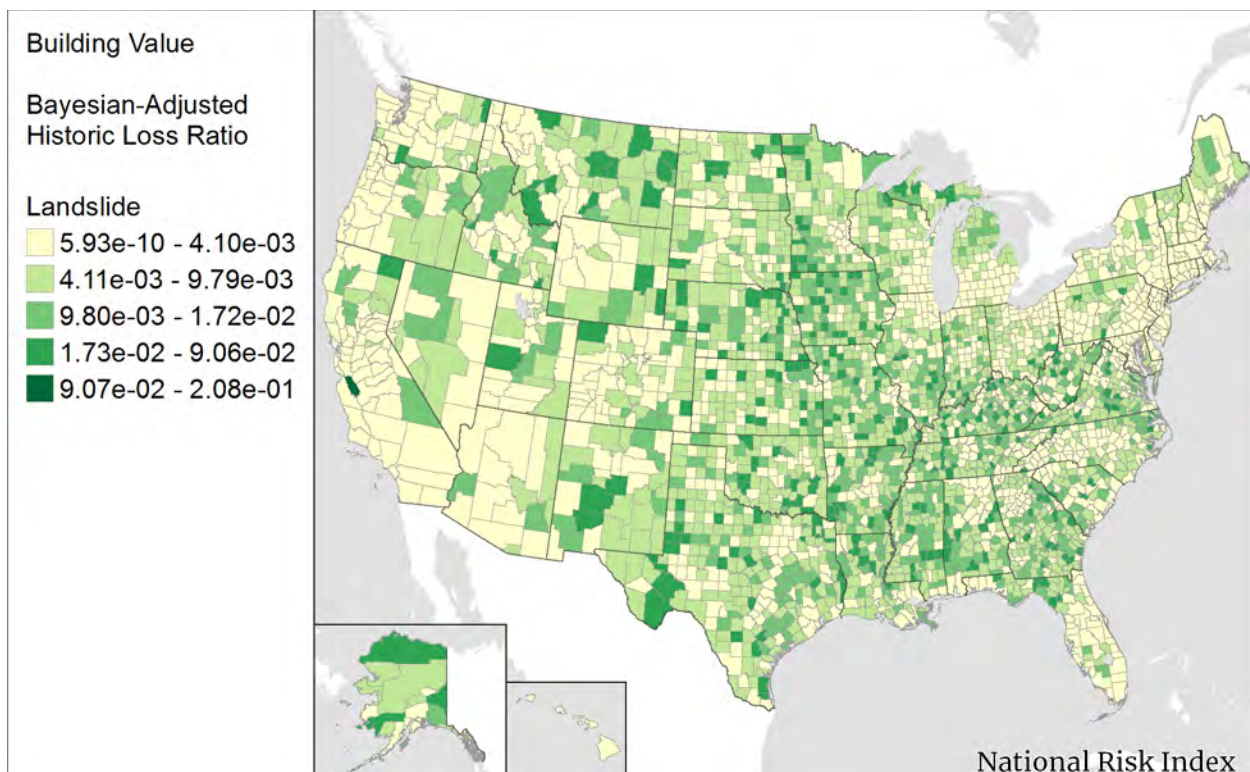 Building Value
Bayesian-Adjusted
Historic Loss Ratio
Landslide
5.93e-10 - 4.10e-03
4.11e-03 - 9.79e-03
9.80e-03 - 1.72e-02
1.73e-02 - 9.06e-02
9.07e-02 - 2.08e-01
National Risk Index